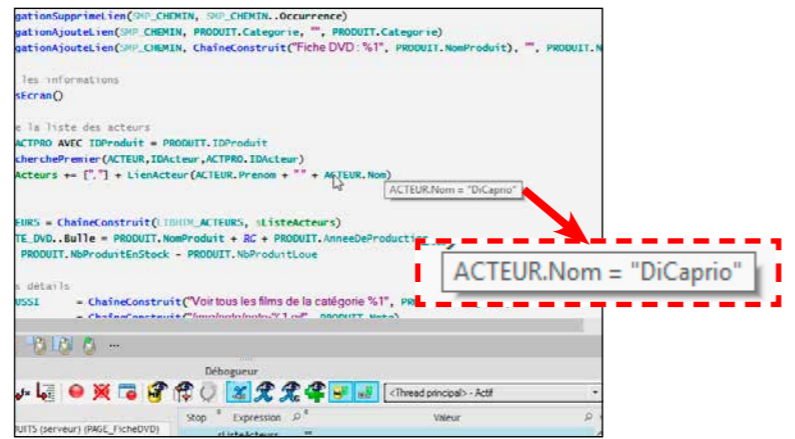 gationSupprimeLien(SMP_CHEMIN, SMP_CHEMIN..Occurrence)
gationAjouteLien(SMP_CHEMIN, PRODUIT.Categorie, "", PRODUIT.Categorie)
gationAjouteLien(SMP_CHEMIN, ChaîneConstruit("Fiche DVD : %1", PRODUIT.NomProduit), "", PRODUIT.N
les informations
sEcran()
e la liste des acteurs
ACTPRO AVEC IDProduit = PRODUIT.IDProduit
cherchePremier(ACTEUR,IDActeur,ACTPRO.IDActeur)
Acteurs += [","] + LienActeur(ACTEUR.Prenom + " " + ACTEUR.Nom)
ACTEUR.Nom = "DiCaprio"
EURS = ChaîneConstruit(LIBHTM_ACTEURS, sListeActeurs)
TE_DVD..Bulle = PRODUIT.NomProduit + RC + PRODUIT.AnneeDeProduction
PRODUIT.NbProduitEnStock - PRODUIT.NbProduitLoue
ACTEUR.Nom = "DiCaprio"
s détails
USSI = ChaîneConstruit("Voir tous les films de la catégorie %1", PR
= ChaîneConstruit(
Débogueur
<Thread principal> - Actif
Stop Expression Valeur
UITS (serveur) (PAGE_FicheDVD)
sListeActeurs ""